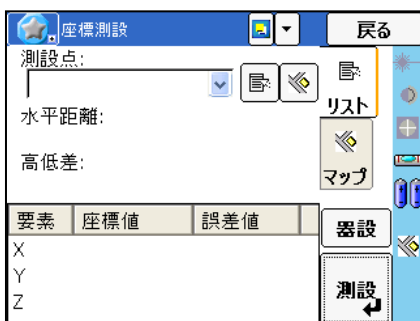 座標測設
戻る
測設点:
リスト
水平距離:
マップ
高低差:
要素 座標値 誤差値
器設
X
Y
Z
測設